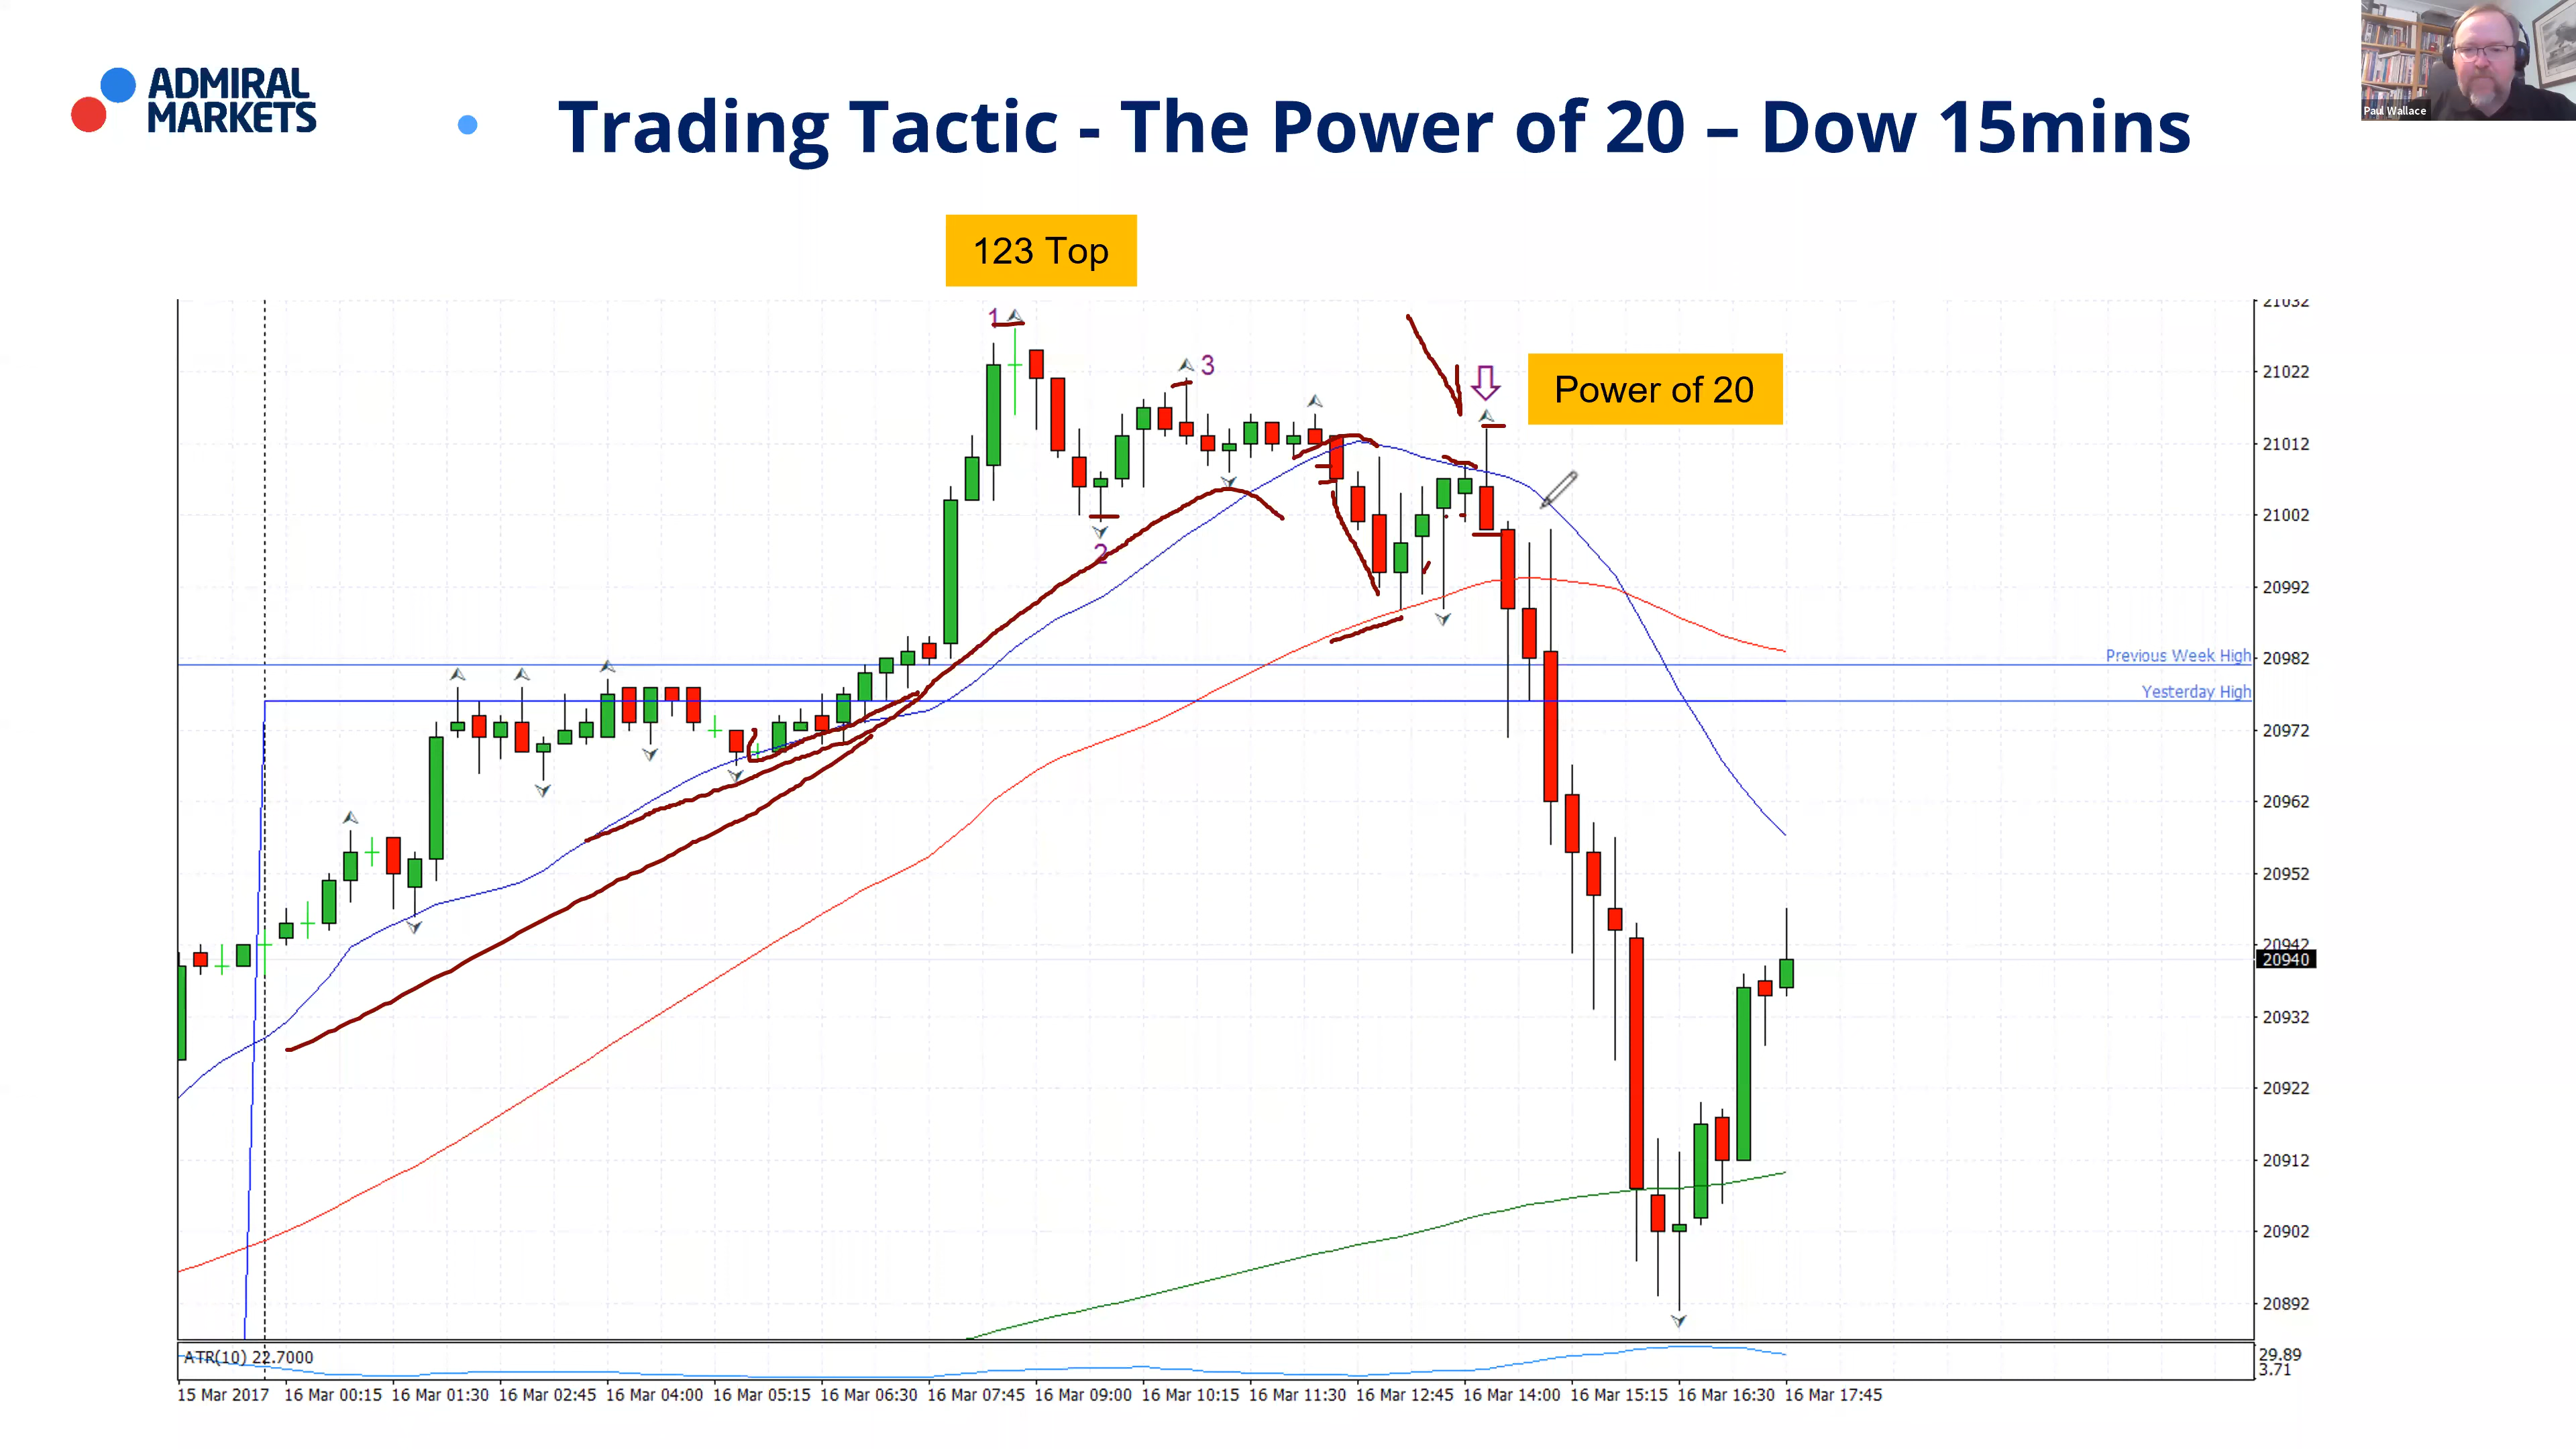 ADMIRAL
MARKETS
• Trading Tactic - The Power of 20 – Dow 15mins
Paul Wallace
123 Top
Power of 20
1
2
3
21032
21022
21012
21002
20992
Previous Week High
20982
Yesterday High
20972
20962
20952
20942
20940
20932
20922
20912
20902
20892
ATR(10) 22.7000
29.89
3.71
15 Mar 2017 16 Mar 00:15 16 Mar 01:30 16 Mar 02:45 16 Mar 04:00 16 Mar 05:15 16 Mar 06:30 16 Mar 07:45 16 Mar 09:00 16 Mar 10:15 16 Mar 11:30 16 Mar 12:45 16 Mar 14:00 16 Mar 15:15 16 Mar 16:30 16 Mar 17:45